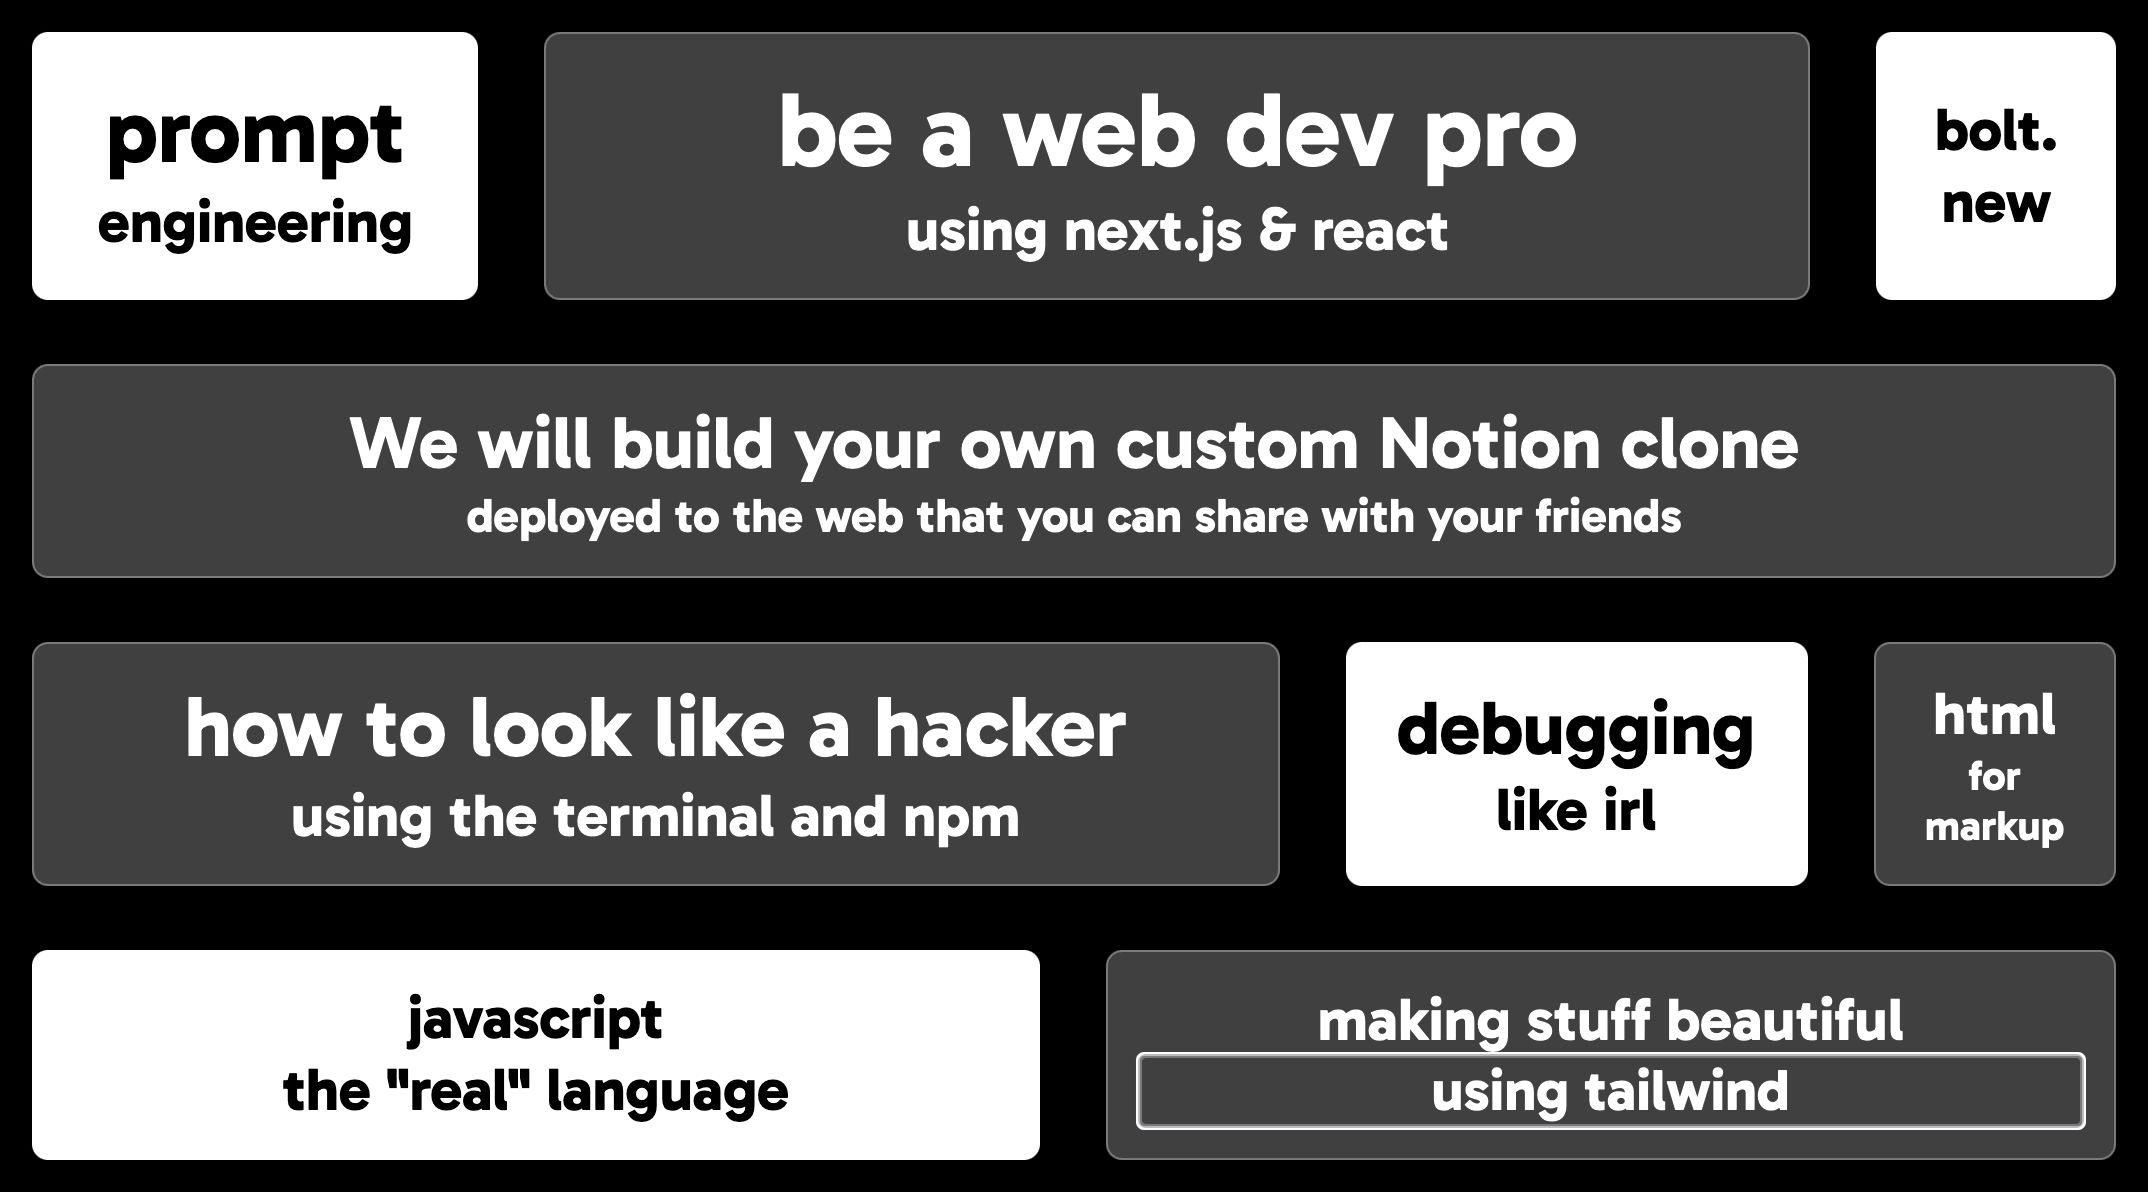 prompt
engineering
be a web dev pro
using next.js & react
bolt.
new
We will build your own custom Notion clone
deployed to the web that you can share with your friends
how to look like a hacker
using the terminal and npm
debugging
like irl
html
for
markup
javascript
the "real" language
making stuff beautiful
using tailwind